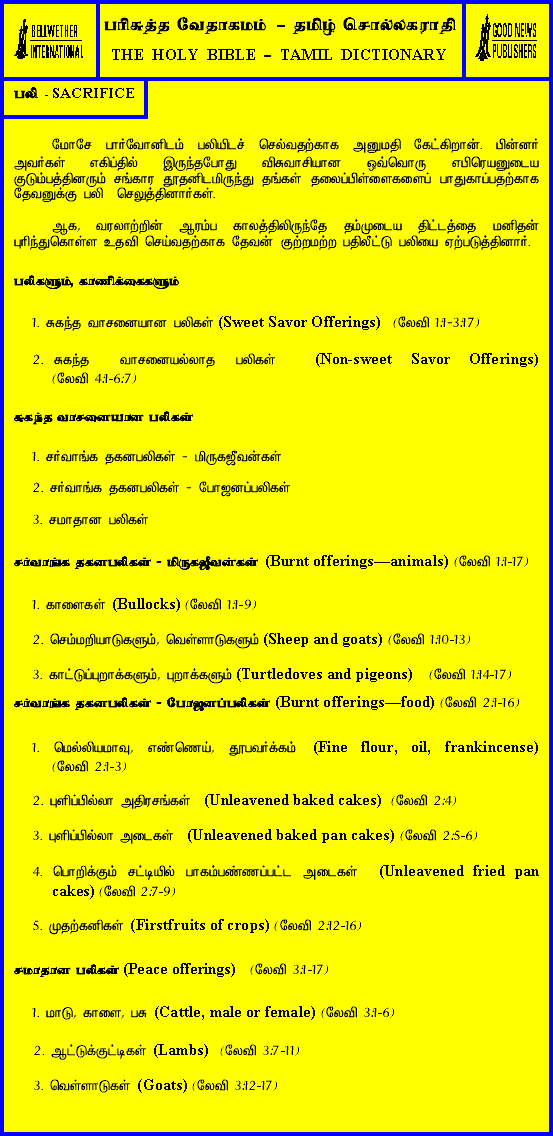 BELLWETHER
INTERNATIONAL
பரிசுத்த வேதாகமம் – தமிழ் சொல்லகராதி
THE HOLY BIBLE – TAMIL DICTIONARY
GOOD NEWS
PUBLISHERS
பலி - SACRIFICE
மோசே பார்வோனிடம் பலியிடச் செல்வதற்காக அனுமதி கேட்கிறான். பின்னர்
அவர்கள் எகிப்தில் இருந்தபோது விசுவாசியான ஒவ்வொரு எபிரெயனுடைய
குடும்பத்தினரும் சங்கார தூதனிடமிருந்து தங்கள் தலைப்பிள்ளைகளைப் பாதுகாப்பதற்காக
தேவனுக்கு பலி செலுத்தினார்கள்.
ஆக, வரலாற்றின் ஆரம்ப காலத்திலிருந்தே தம்முடைய திட்டத்தை மனிதன்
புரிந்துகொள்ள உதவி செய்வதற்காக தேவன் குற்றமற்ற பதிலீட்டு பலியை ஏற்படுத்தினார்.
பலிகளும், காணிக்கைகளும்
1. சுகந்த வாசனையான பலிகள் (Sweet Savor Offerings) (லேவி 1:1-3:17)
2. சுகந்த வாசனையல்லாத பலிகள் (Non-sweet Savor Offerings)
(லேவி 4:1-6:7)
சுகந்த வாசனையான பலிகள்
1. சர்வாங்க தகனபலிகள் - மிருகஜீவன்கள்
2. சர்வாங்க தகனபலிகள் - போஜனப்பலிகள்
3. சமாதான பலிகள்
சர்வாங்க தகனபலிகள் - மிருகஜீவன்கள் (Burnt offerings—animals) (லேவி 1:1-17)
1. காளைகள் (Bullocks) (லேவி 1:1-9)
2. செம்மறியாடுகளும், வெள்ளாடுகளும் (Sheep and goats) (லேவி 1:10-13)
3. காட்டுப்புறாக்களும், புறாக்களும் (Turtledoves and pigeons) (லேவி 1:14-17)
சர்வாங்க தகனபலிகள் - போஜனப்பலிகள் (Burnt offerings—food) (லேவி 2:1-16)
1. மெல்லியமாவு, எண்ணெய், தூபவர்க்கம் (Fine flour, oil, frankincense)
(லேவி 2:1-3)
2. புளிப்பில்லா அதிரசங்கள் (Unleavened baked cakes) (லேவி 2:4)
3. புளிப்பில்லா அடைகள் (Unleavened baked pan cakes) (லேவி 2:5-6)
4. பொறிக்கும் சட்டியில் பாகம்பண்ணப்பட்ட அடைகள் (Unleavened fried pan
cakes) (லேவி 2:7-9)
5. முதற்கனிகள் (Firstfruits of crops) (லேவி 2:12-16)
சமாதான பலிகள் (Peace offerings) (லேவி 3:1-17)
1. மாடு, காளை, பசு (Cattle, male or female) (லேவி 3:1-6)
2. ஆட்டுக்குட்டிகள் (Lambs) (லேவி 3:7-11)
3. வெள்ளாடுகள் (Goats) (லேவி 3:12-17)